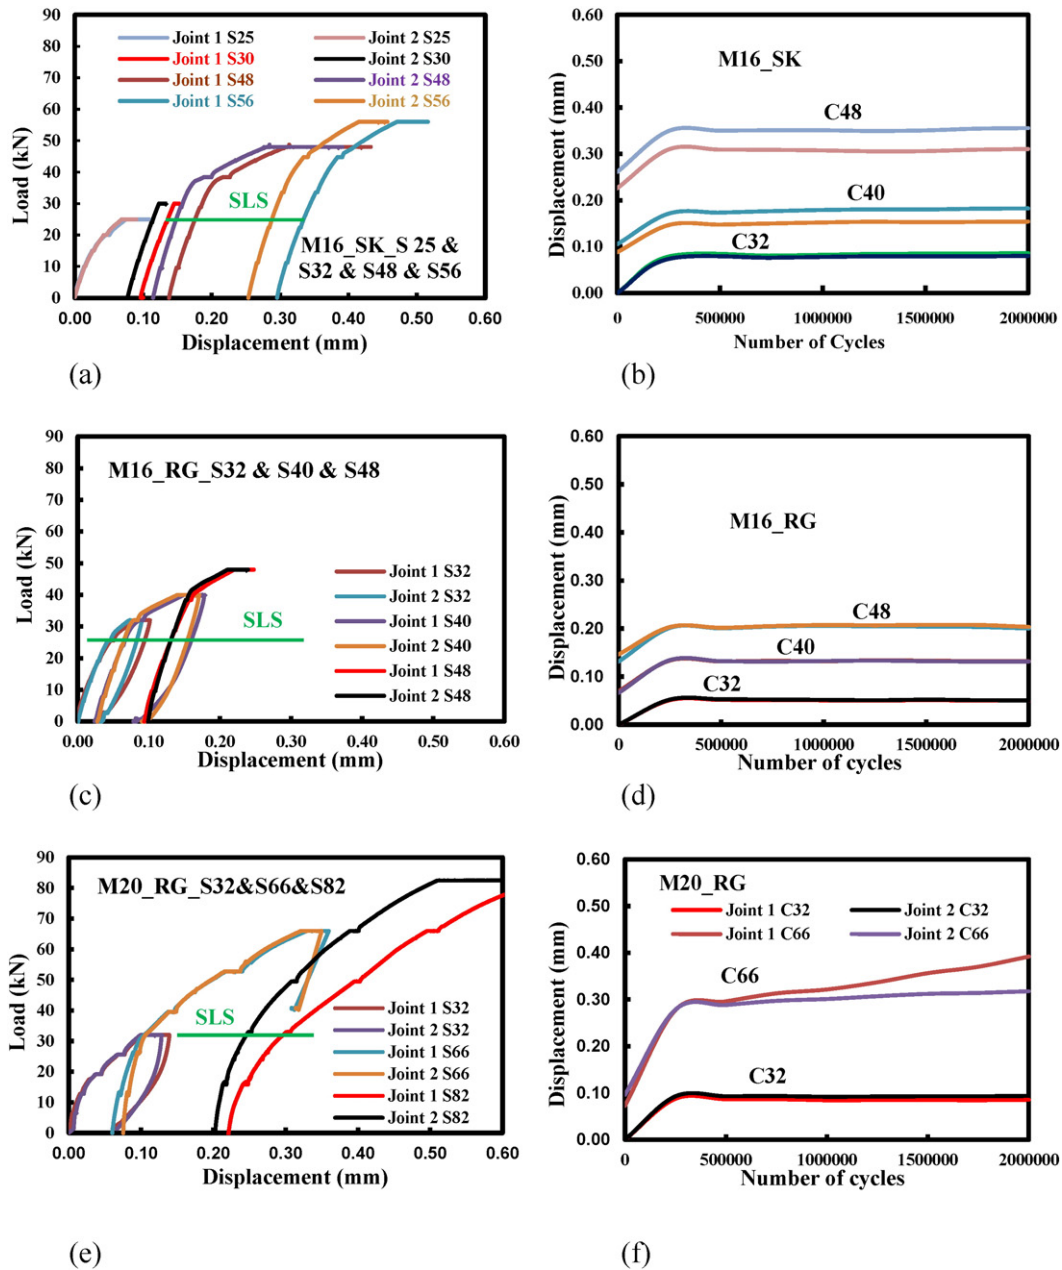 90
80
70
60
50
40
30
20
10
0
Load (kN)
Joint 1 S25
Joint 2 S25
Joint 1 S30
Joint 2 S30
Joint 1 S48
Joint 2 S48
Joint 1 S56
Joint 2 S56
SLS
M16_SK_S 25 &
S32 & S48 & S56
0.00 0.10 0.20 0.30 0.40 0.50 0.60
Displacement (mm)
(a)
0.60
0.50
0.40
0.30
0.20
0.10
0.00
Displacement (mm)
M16_SK
C48
C40
C32
0 500000 1000000 1500000 2000000
Number of Cycles
(b)
90
80
70
60
50
40
30
20
10
0
Load (kN)
M16_RG_S32 & S40 & S48
Joint 1 S32
Joint 2 S32
Joint 1 S40
Joint 2 S40
Joint 1 S48
Joint 2 S48
SLS
0.00 0.10 0.20 0.30 0.40 0.50 0.60
Displacement (mm)
(c)
0.60
0.50
0.40
0.30
0.20
0.10
0.00
Displacement (mm)
M16_RG
C48
C40
C32
0 500000 1000000 1500000 2000000
Number of cycles
(d)
90
80
70
60
50
40
30
20
10
0
Load (kN)
M20_RG_S32&S66&S82
SLS
Joint 1 S32
Joint 2 S32
Joint 1 S66
Joint 2 S66
Joint 1 S82
Joint 2 S82
0.00 0.10 0.20 0.30 0.40 0.50 0.60
Displacement (mm)
(e)
0.60
0.50
0.40
0.30
0.20
0.10
0.00
Displacement (mm)
M20_RG
Joint 1 C32
Joint 2 C32
Joint 1 C66
Joint 2 C66
C66
C32
0 500000 1000000 1500000 2000000
Number of cycles
(f)